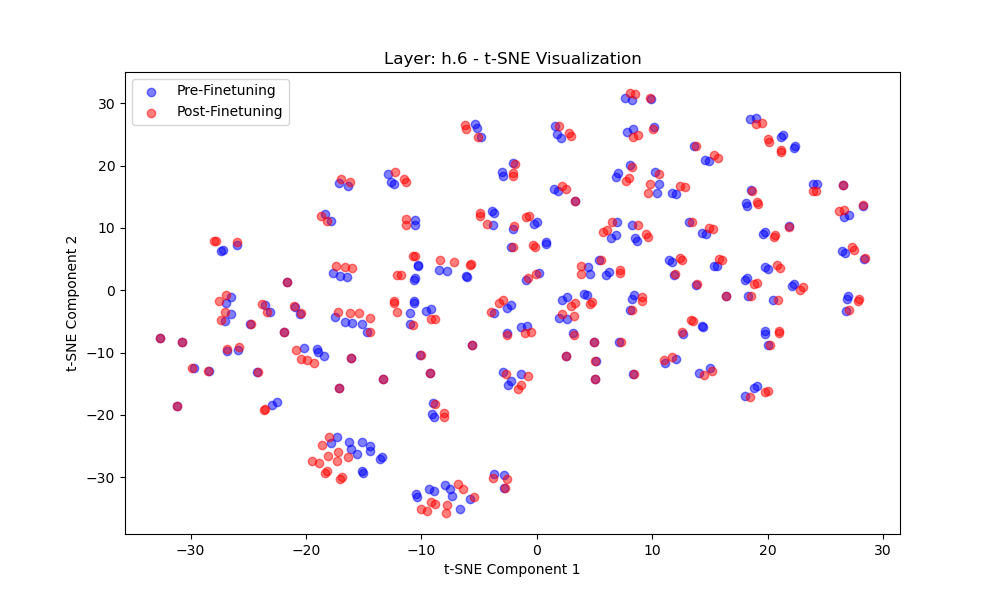 Layer: h.6 - t-SNE Visualization
Pre-Finetuning
Post-Finetuning
30
20
10
0
−10
−20
−30
t-SNE Component 2
−30
−20
−10
0
10
20
30
t-SNE Component 1